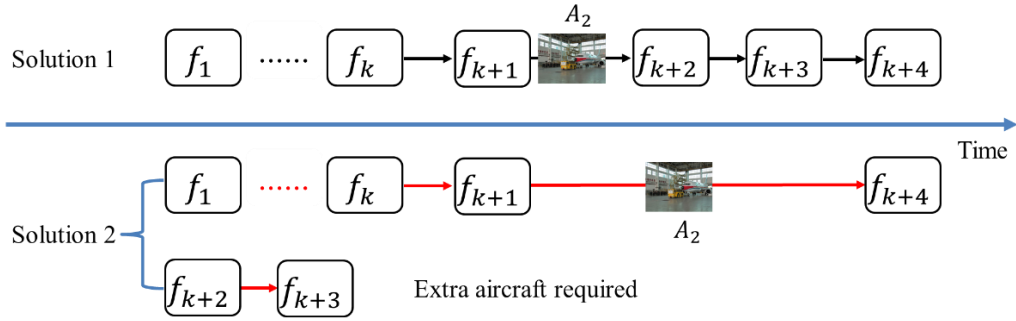 A₂
Solution 1 f₁ ...... fₖ fₖ₊₁ fₖ₊₂ fₖ₊₃ fₖ₊₄
Time
f₁ ...... fₖ fₖ₊₁ fₖ₊₄
A₂
Solution 2
fₖ₊₂ fₖ₊₃ Extra aircraft required